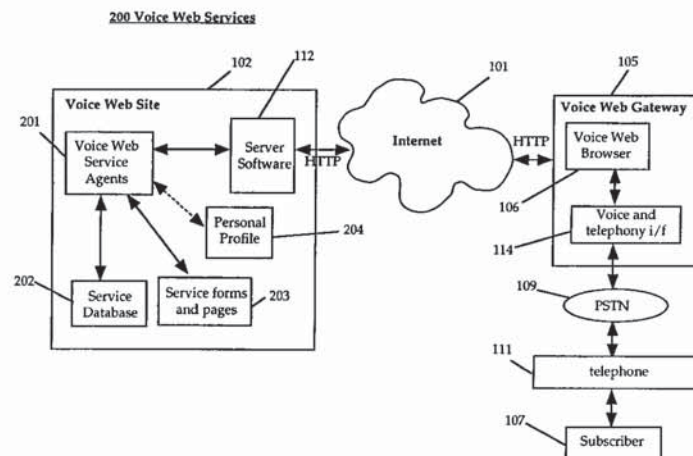 200 Voice Web Services
102
112
101
105
Voice Web Site
201
Voice Web
Service
Agents
Server
Software
HTTP
Internet
HTTP
Voice Web Gateway
Voice Web
Browser
106
Personal
Profile
204
Voice and
telephony i/f
114
202
Service
Database
Service forms
and pages
203
109
PSTN
111
telephone
107
Subscriber